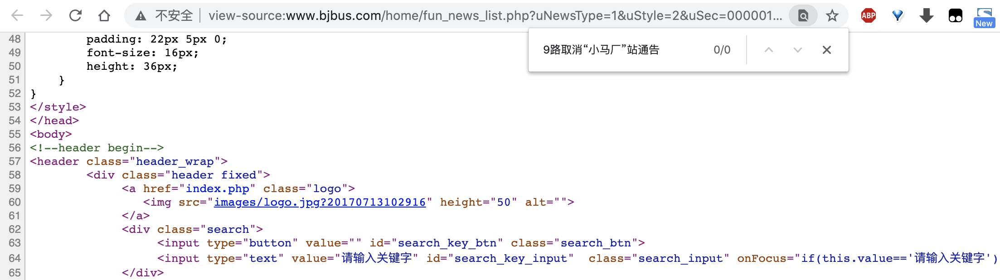 不安全 view-source:www.bjbus.com/home/fun_news_list.php?uNewsType=1&uStyle=2&uSec=000001...
ABP
New
9路取消“小马厂”站通告 0/0
48 padding: 22px 5px 0;
49 font-size: 16px;
50 height: 36px;
51 }
52 }
53 </style>
54 </head>
55 <body>
56 <!--header begin-->
57 <header class="header_wrap">
58 <div class="header fixed">
59 <a href="index.php" class="logo">
60 <img src="images/logo.jpg?20170713102916" height="50" alt="">
61 </a>
62 <div class="search">
63 <input type="button" value="" id="search_key_btn" class="search_btn">
64 <input type="text" value="请输入关键字" id="search_key_input"  class="search_input" onFocus="if(this.value=='请输入关键字')
65 </div>